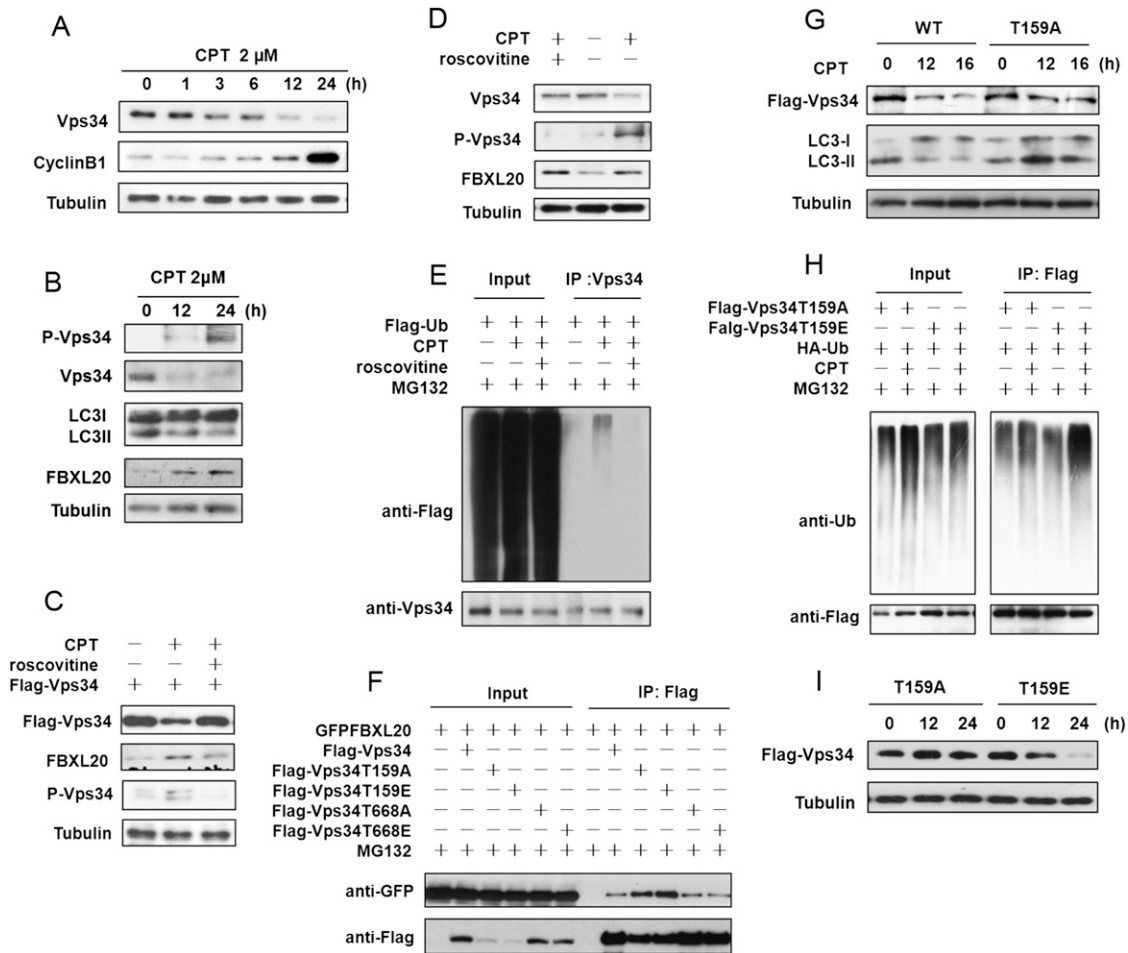 A
CPT 2 µM
0 1 3 6 12 24 (h)
Vps34
CyclinB1
Tubulin
B
CPT 2µM
0 12 24 (h)
P-Vps34
Vps34
LC3I
LC3II
FBXL20
Tubulin
C
CPT − + +
roscovitine − − +
Flag-Vps34 + + +
Flag-Vps34
FBXL20
P-Vps34
Tubulin
D
CPT + − +
roscovitine + − −
Vps34
P-Vps34
FBXL20
Tubulin
E
Input IP :Vps34
Flag-Ub + + + + + +
CPT − + + − + +
roscovitine − − + − − +
MG132 + + + + + +
anti-Flag
anti-Vps34
F
Input IP: Flag
GFPFBXL20 + + + + + + + + + + + +
Flag-Vps34 − + − − − − − + − − − −
Flag-Vps34T159A − − + − − − − − + − − −
Flag-Vps34T159E − − − + − − − − − + − −
Flag-Vps34T668A − − − − + − − − − − + −
Flag-Vps34T668E − − − − − + − − − − − +
MG132 + + + + + + + + + + + +
anti-GFP
anti-Flag
G
WT T159A
CPT 0 12 16 0 12 16 (h)
Flag-Vps34
LC3-I
LC3-II
Tubulin
H
Input IP: Flag
Flag-Vps34T159A + + − − + + − −
Falg-Vps34T159E − − + + − − + +
HA-Ub + + + + + + + +
CPT − + − + − + − +
MG132 + + + + + + + +
anti-Ub
anti-Flag
I
T159A T159E
0 12 24 0 12 24 (h)
Flag-Vps34
Tubulin